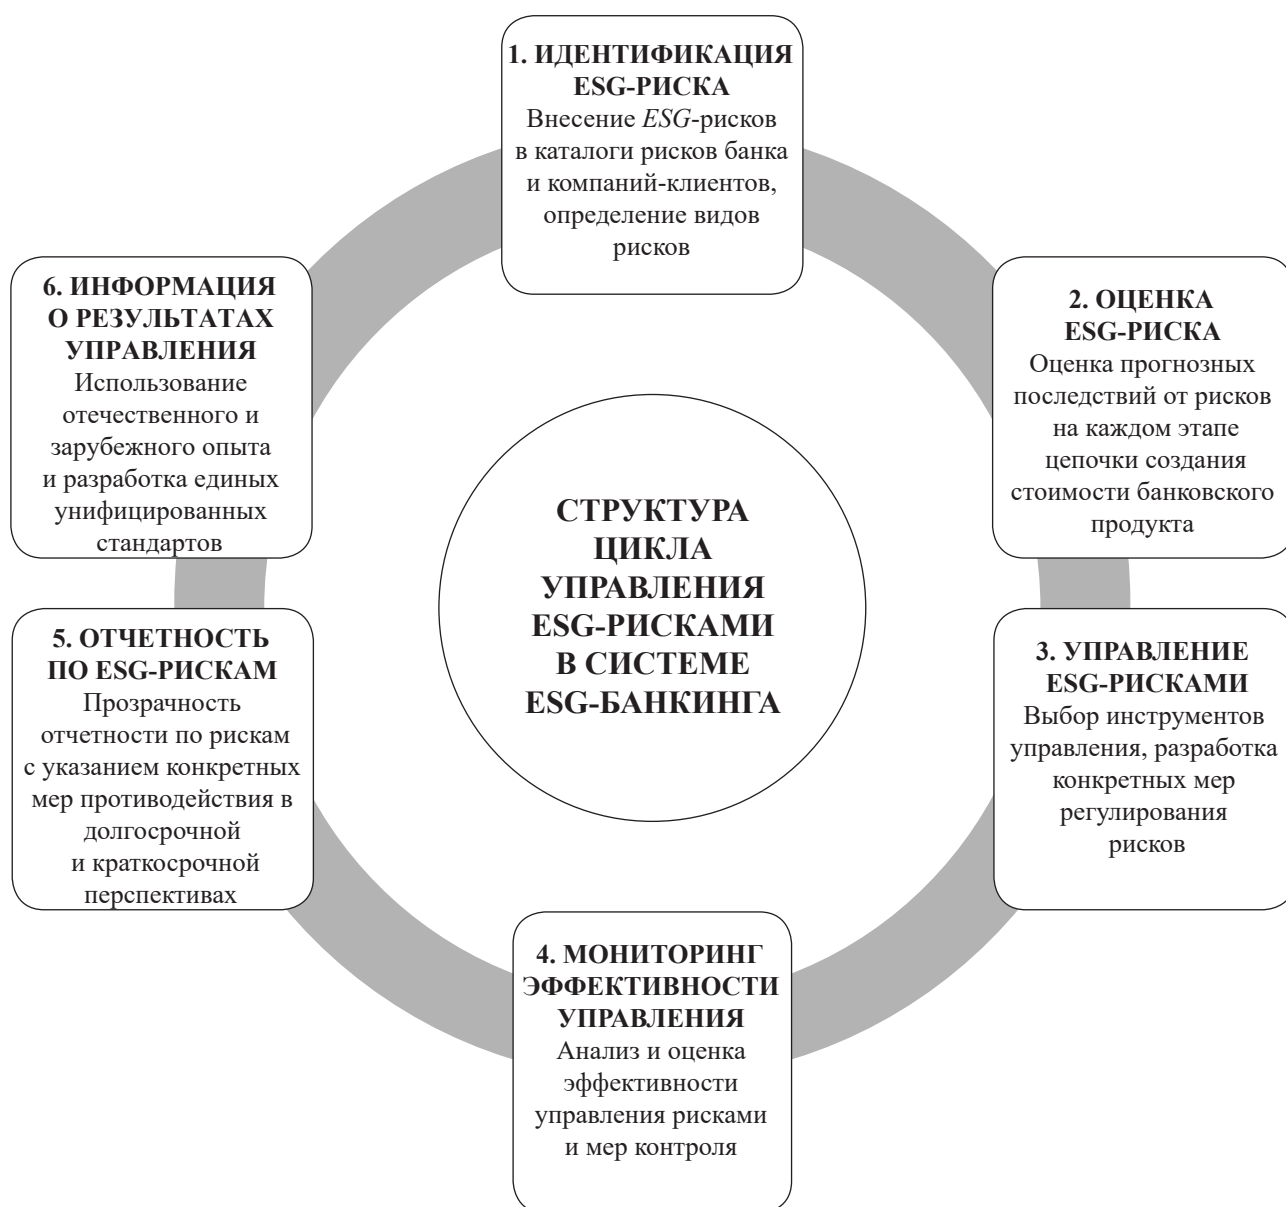 1. ИДЕНТИФИКАЦИЯ
ESG-РИСКА
Внесение ESG-рисков
в каталоги рисков банка
и компаний-клиентов,
определение видов
рисков
2. ОЦЕНКА
ESG-РИСКА
Оценка прогнозных
последствий от рисков
на каждом этапе
цепочки создания
стоимости банковского
продукта
3. УПРАВЛЕНИЕ
ESG-РИСКАМИ
Выбор инструментов
управления, разработка
конкретных мер
регулирования
рисков
4. МОНИТОРИНГ
ЭФФЕКТИВНОСТИ
УПРАВЛЕНИЯ
Анализ и оценка
эффективности
управления рисками
и мер контроля
5. ОТЧЕТНОСТЬ
ПО ESG-РИСКАМ
Прозрачность
отчетности по рискам
с указанием конкретных
мер противодействия в
долгосрочной
и краткосрочной
перспективах
6. ИНФОРМАЦИЯ
О РЕЗУЛЬТАТАХ
УПРАВЛЕНИЯ
Использование
отечественного и
зарубежного опыта
и разработка единых
унифицированных
стандартов
СТРУКТУРА
ЦИКЛА
УПРАВЛЕНИЯ
ESG-РИСКАМИ
В СИСТЕМЕ
ESG-БАНКИНГА